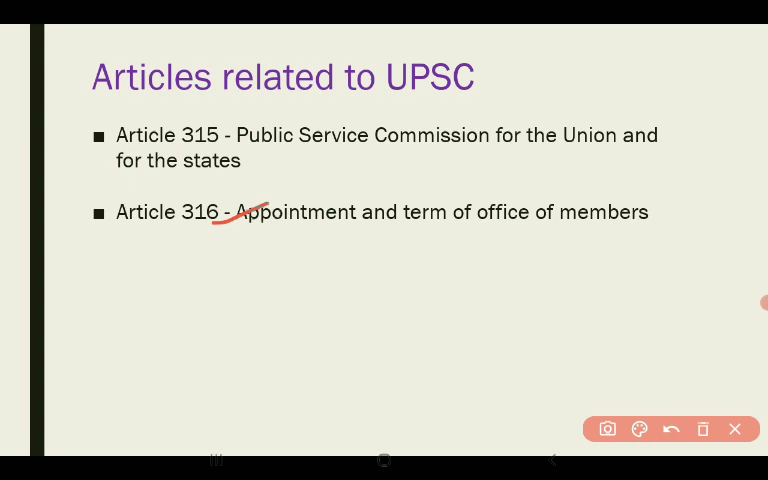 Articles related to UPSC
■ Article 315 - Public Service Commission for the Union and
for the states
■ Article 316 - Appointment and term of office of members